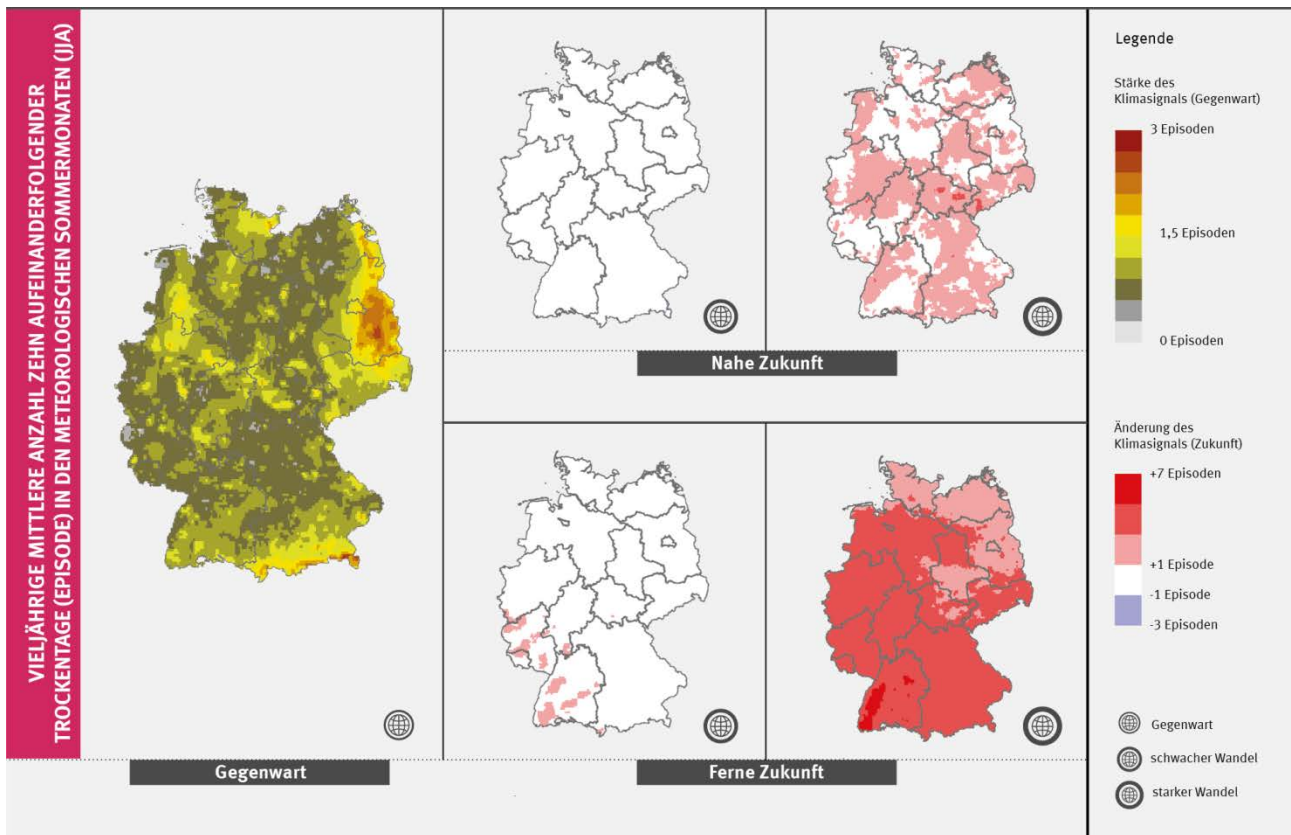 VIELJÄHRIGE MITTLERE ANZAHL ZEHN AUFEINANDERFOLGENDER
TROCKENTAGE (EPISODE) IN DEN METEOROLOGISCHEN SOMMERMONATEN (JJA)
Gegenwart
Nahe Zukunft
Ferne Zukunft
Legende
Stärke des
Klimasignals (Gegenwart)
3 Episoden
1,5 Episoden
0 Episoden
Änderung des
Klimasignals (Zukunft)
+7 Episoden
+1 Episode
-1 Episode
-3 Episoden
Gegenwart
schwacher Wandel
starker Wandel